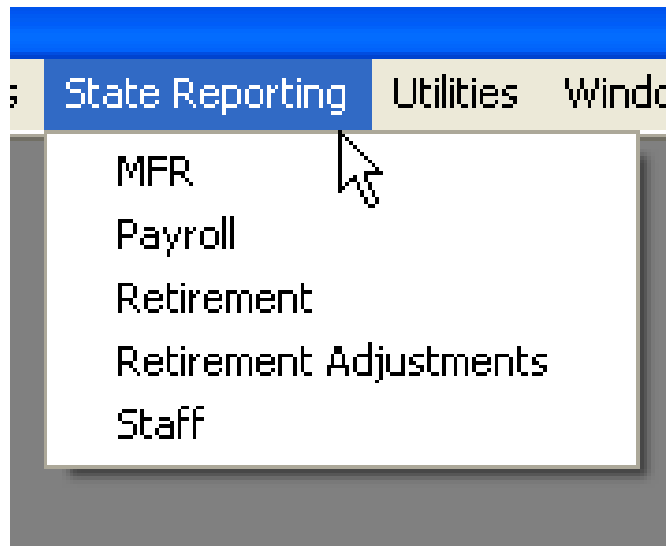 State Reporting Utilities
MFR
Payroll
Retirement
Retirement Adjustments
Staff